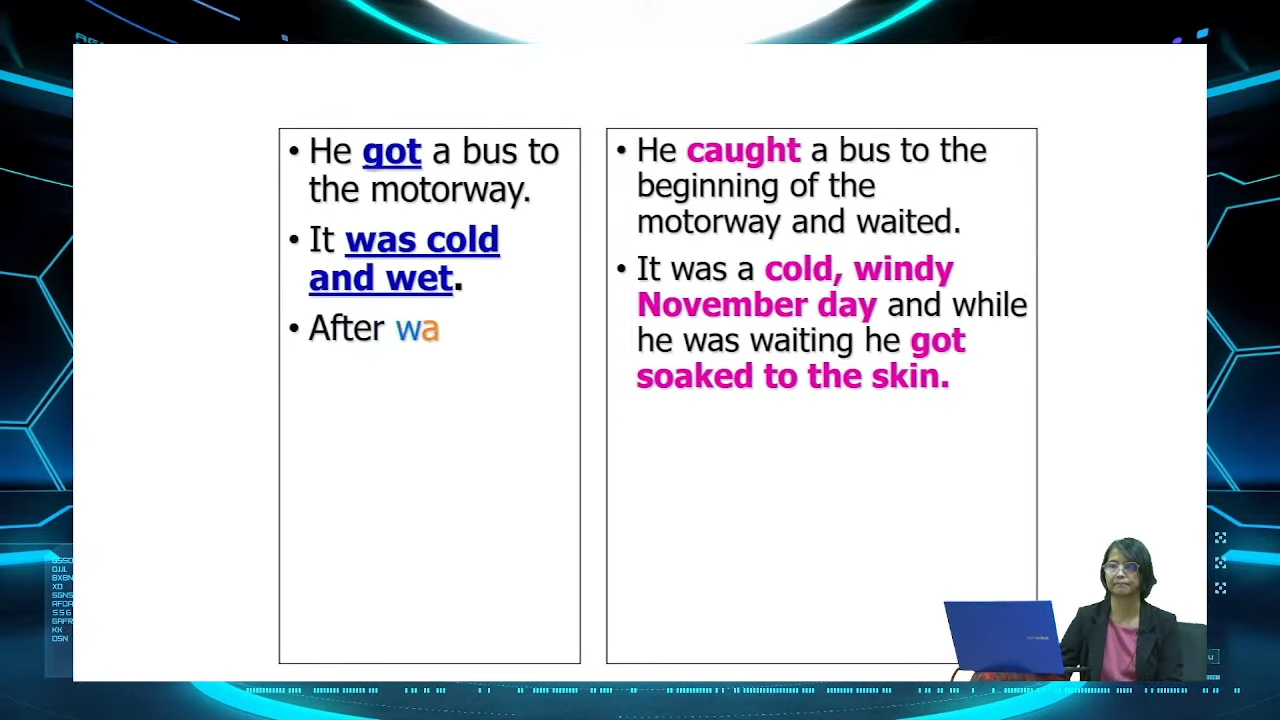 • He got a bus to
the motorway.
• It was cold
and wet.
• After wa
• He caught a bus to the
beginning of the
motorway and waited.
• It was a cold, windy
November day and while
he was waiting he got
soaked to the skin.
KK